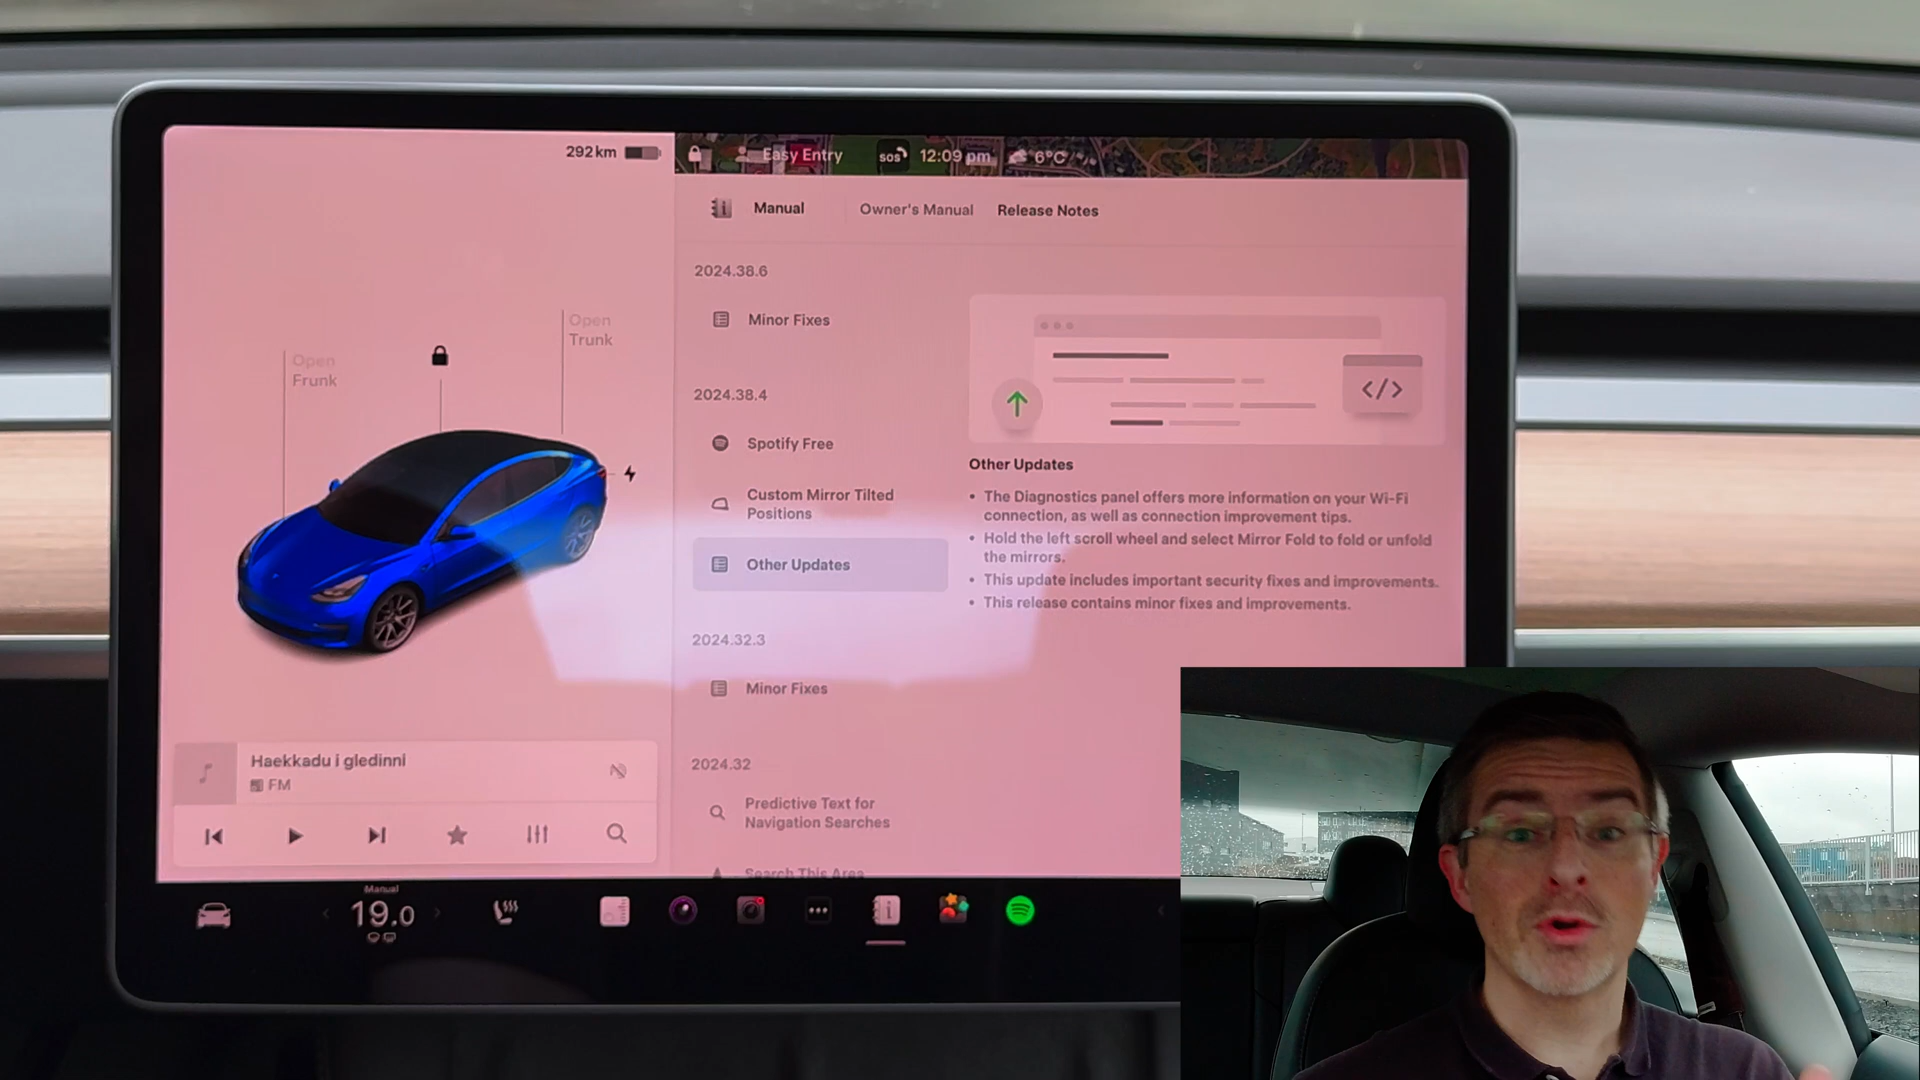 292 km
Easy Entry
SOS
12:09 pm
6°C
Open
Trunk
Open
Frunk
Haekkadu i gledinni
FM
Manual
Owner's Manual
Release Notes
2024.38.6
Minor Fixes
2024.38.4
Spotify Free
Custom Mirror Tilted
Positions
Other Updates
2024.32.3
Minor Fixes
2024.32
Predictive Text for
Navigation Searches
Search This Area
</>
Other Updates
• The Diagnostics panel offers more information on your Wi-Fi
connection, as well as connection improvement tips.
• Hold the left scroll wheel and select Mirror Fold to fold or unfold
the mirrors.
• This update includes important security fixes and improvements.
• This release contains minor fixes and improvements.
Manual
19.0